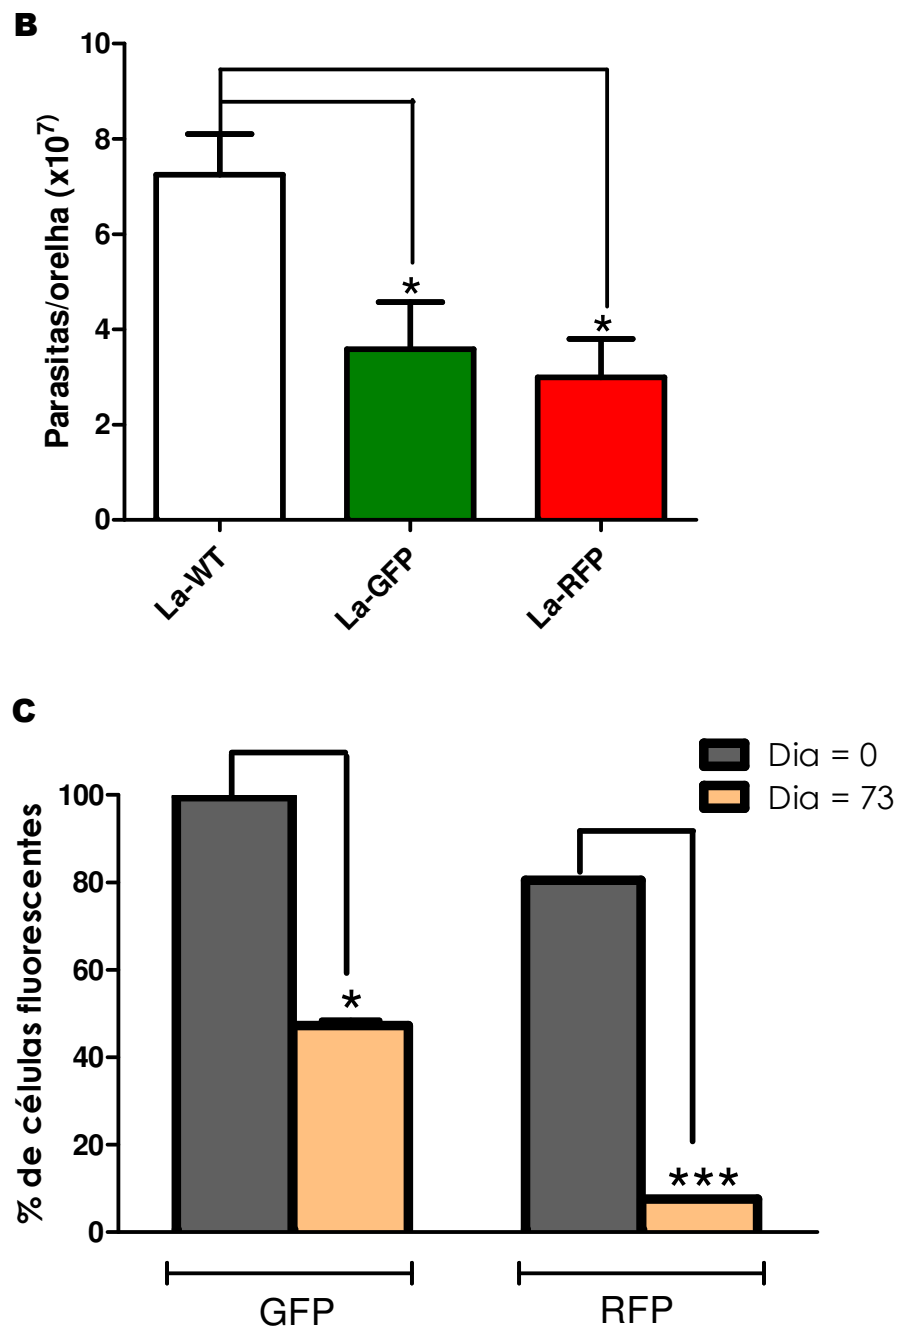 B
Parasitas/orelha (x10⁷)
10
8
6
4
2
0
*
*
La-WT
La-GFP
La-RFP
C
Dia = 0
Dia = 73
% de células fluorescentes
100
80
60
40
20
0
*
***
GFP
RFP